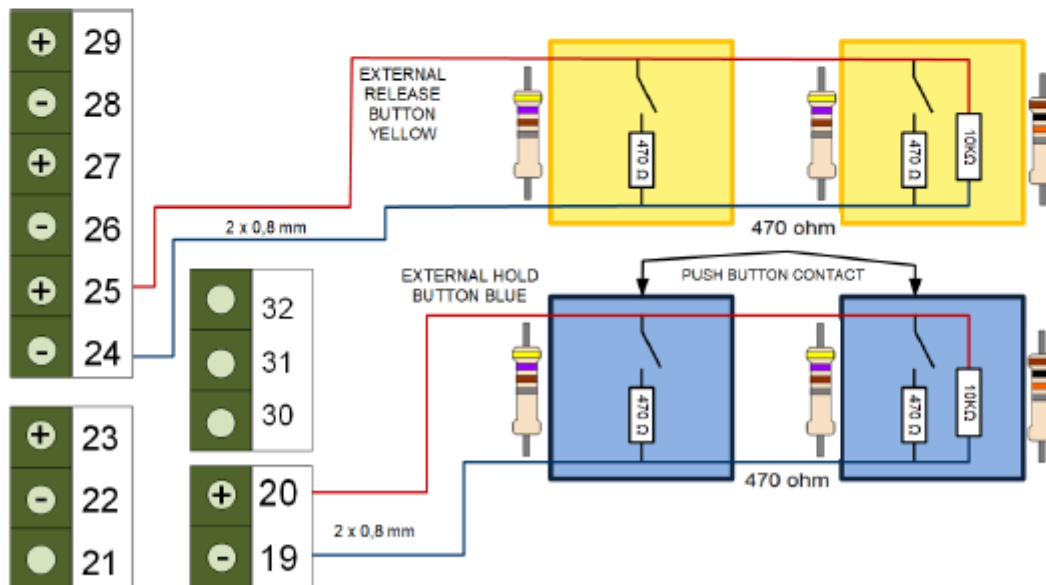 + 29
- 28
+ 27
- 26
+ 25
- 24
+ 23
- 22
21
32
31
30
+ 20
- 19
EXTERNAL
RELEASE
BUTTON
YELLOW
2 x 0,8 mm
470 Ω
470 Ω
10KΩ
470 ohm
EXTERNAL HOLD
BUTTON BLUE
PUSH BUTTON CONTACT
470 Ω
470 Ω
10KΩ
470 ohm
2 x 0,8 mm